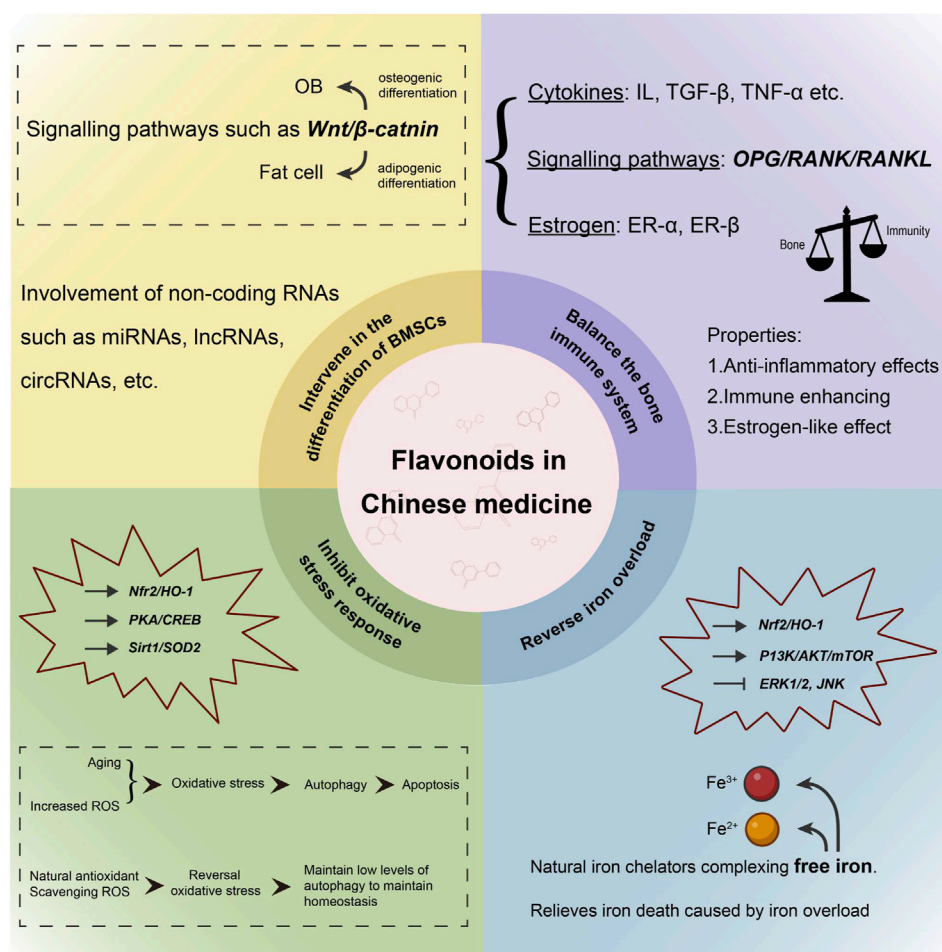 OB
osteogenic
differentiation
Signalling pathways such as Wnt/β-catnin
Fat cell
adipogenic
differentiation
Involvement of non-coding RNAs
such as miRNAs, lncRNAs,
circRNAs, etc.
Cytokines: IL, TGF-β, TNF-α etc.
Signalling pathways: OPG/RANK/RANKL
Estrogen: ER-α, ER-β
Bone
Immunity
Properties:
1.Anti-inflammatory effects
2.Immune enhancing
3.Estrogen-like effect
Intervene in the
differentiation of BMSCs
Balance the bone
immune system
Flavonoids in
Chinese medicine
Inhibit oxidative
stress response
Reverse iron overload
Nfr2/HO-1
PKA/CREB
Sirt1/SOD2
Aging
Increased ROS
Oxidative stress
Autophagy
Apoptosis
Natural antioxidant
Scavenging ROS
Reversal
oxidative stress
Maintain low levels of
autophagy to maintain
homeostasis
Nrf2/HO-1
P13K/AKT/mTOR
ERK1/2, JNK
Fe³⁺
Fe²⁺
Natural iron chelators complexing free iron.
Relieves iron death caused by iron overload